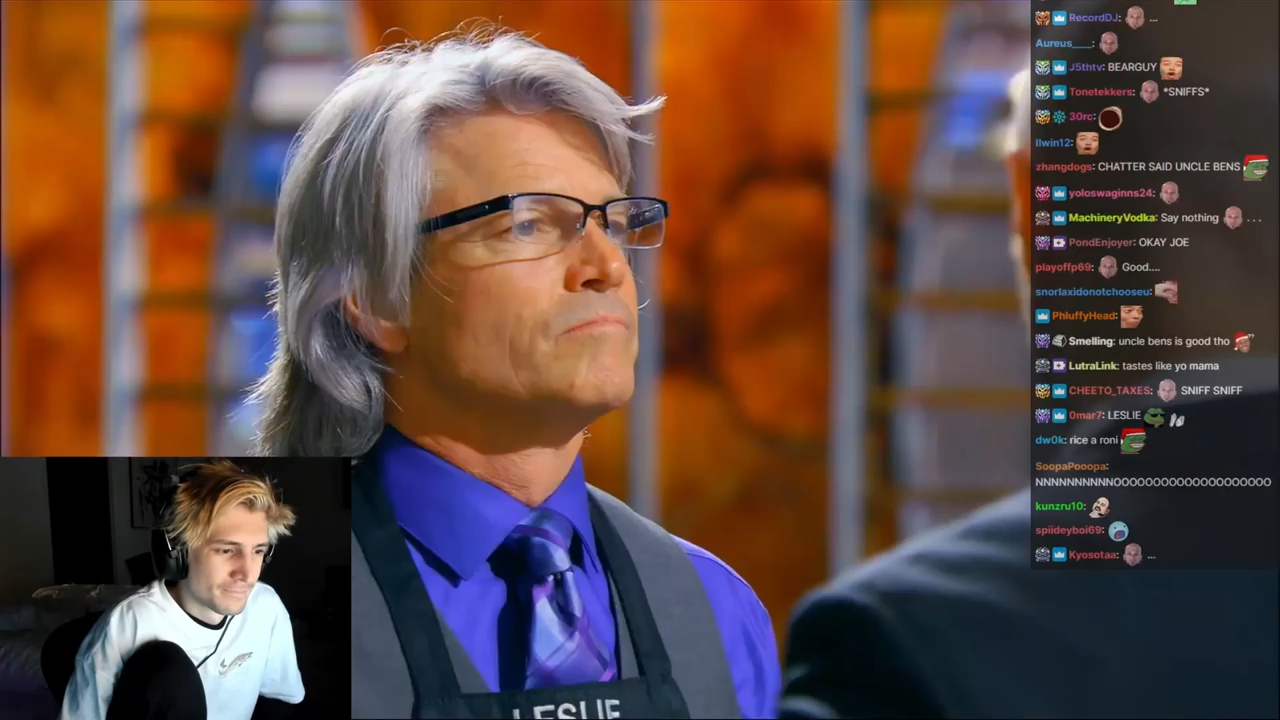 RecordDJ: ...
Aureus___:
J5thtv: BEARGUY
Tonetekkers: *SNIFFS*
30rc:
llwin12:
zhangdogs: CHATTER SAID UNCLE BENS
yoloswaginns24:
MachineryVodka: Say nothing ...
PondEnjoyer: OKAY JOE
playoffp69: Good....
snorlaxidonotchooseu:
PhluffyHead:
Smelling: uncle bens is good tho
LutraLink: tastes like yo mama
CHEETO_TAXES: SNIFF SNIFF
0mar7: LESLIE
dw0k: rice a roni
SoopaPooopa:
NNNNNNNNNNOOOOOOOOOOOOOOOOOOOO
kunzru10:
spiideyboi69:
Kyosotaa: ...
LESLIE